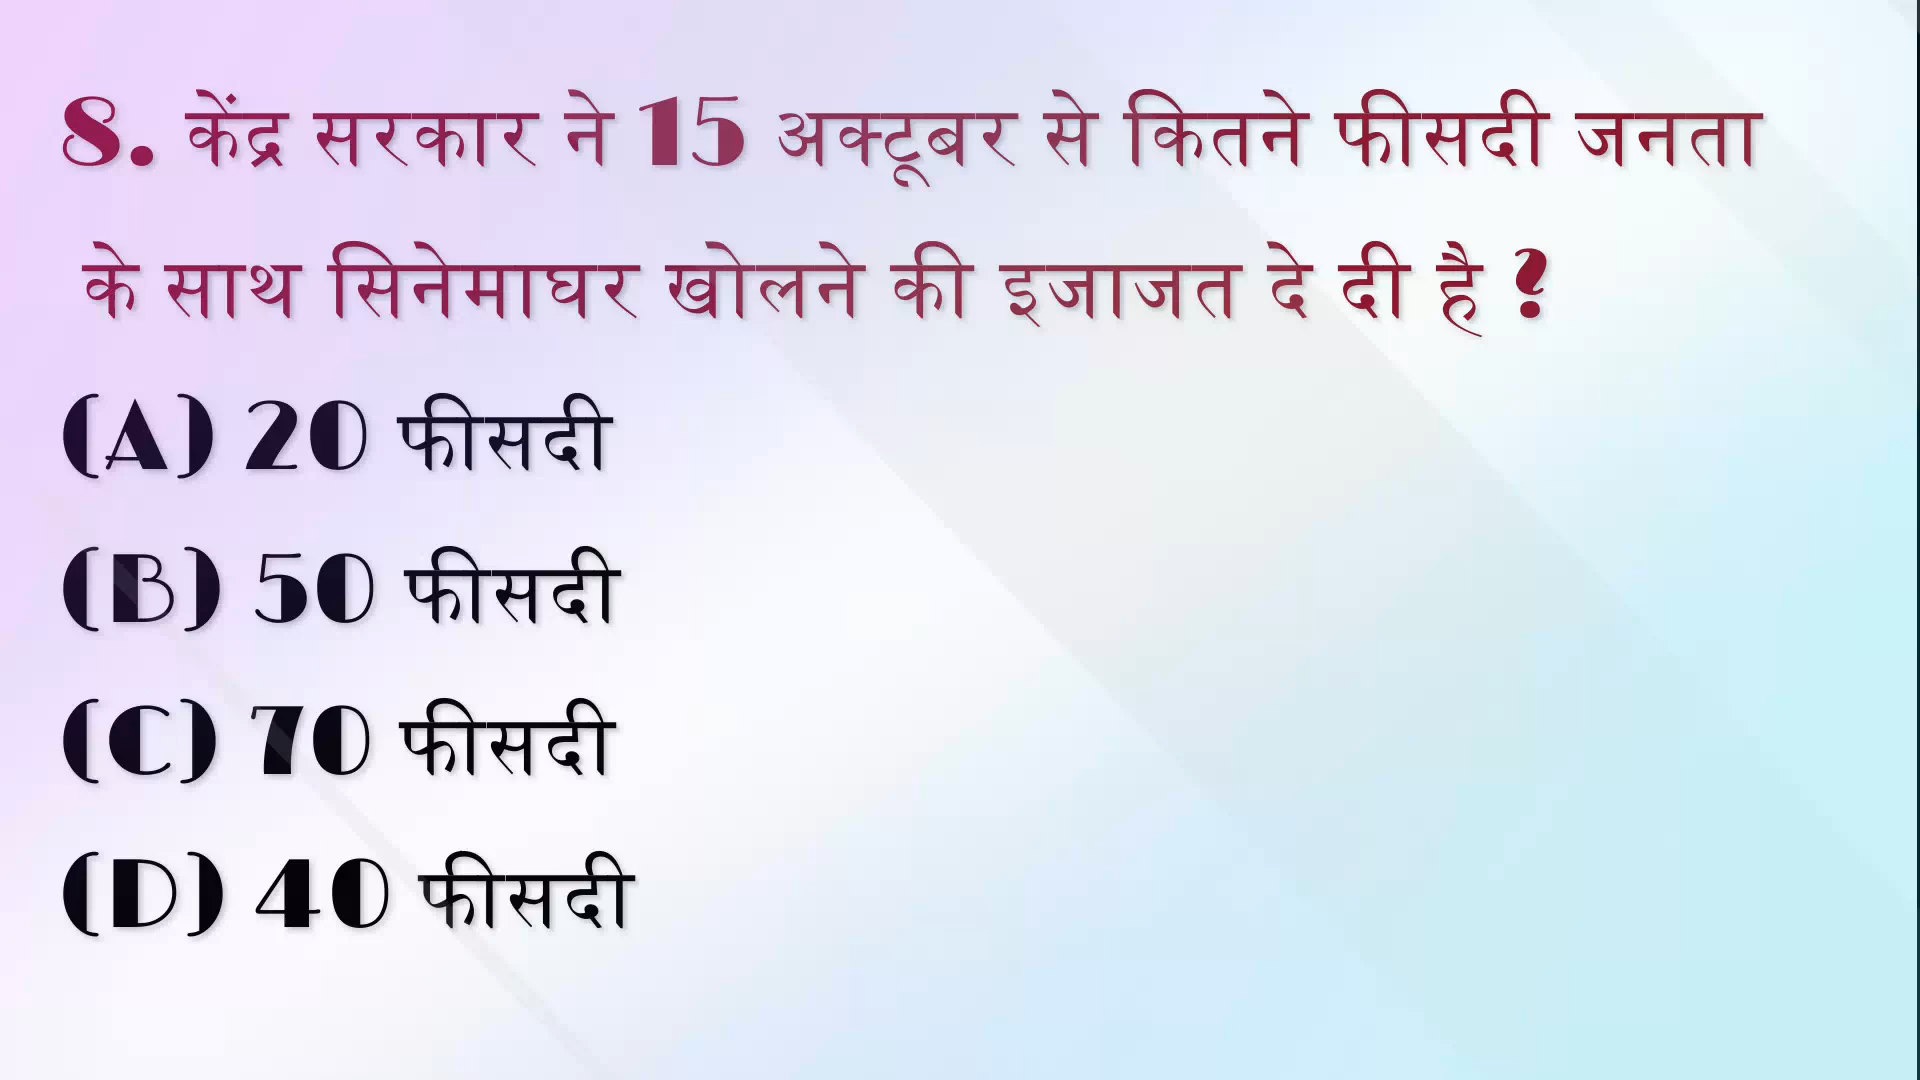 8. केंद्र सरकार ने 15 अक्टूबर से कितने फीसदी जनता
के साथ सिनेमाघर खोलने की इजाजत दे दी है ?
(A) 20 फीसदी
(B) 50 फीसदी
(C) 70 फीसदी
(D) 40 फीसदी